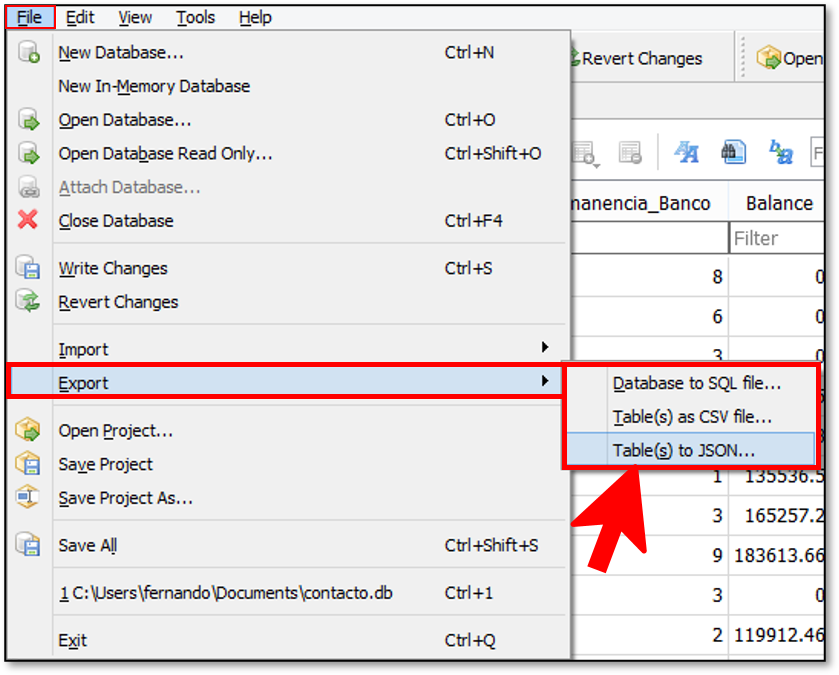 File Edit View Tools Help
New Database... Ctrl+N
New In-Memory Database
Open Database... Ctrl+O
Open Database Read Only... Ctrl+Shift+O
Attach Database...
Close Database Ctrl+F4
Write Changes Ctrl+S
Revert Changes
Import
Export
Open Project...
Save Project
Save Project As...
Save All Ctrl+Shift+S
1 C:\Users\fernando\Documents\contacto.db Ctrl+1
Exit Ctrl+Q
Database to SQL file...
Table(s) as CSV file...
Table(s) to JSON...
Revert Changes Open
manencia_Banco Balance
Filter
8 0
6 0
3 0
1 135536.5
3 165257.2
9 183613.66
3 0
2 119912.46